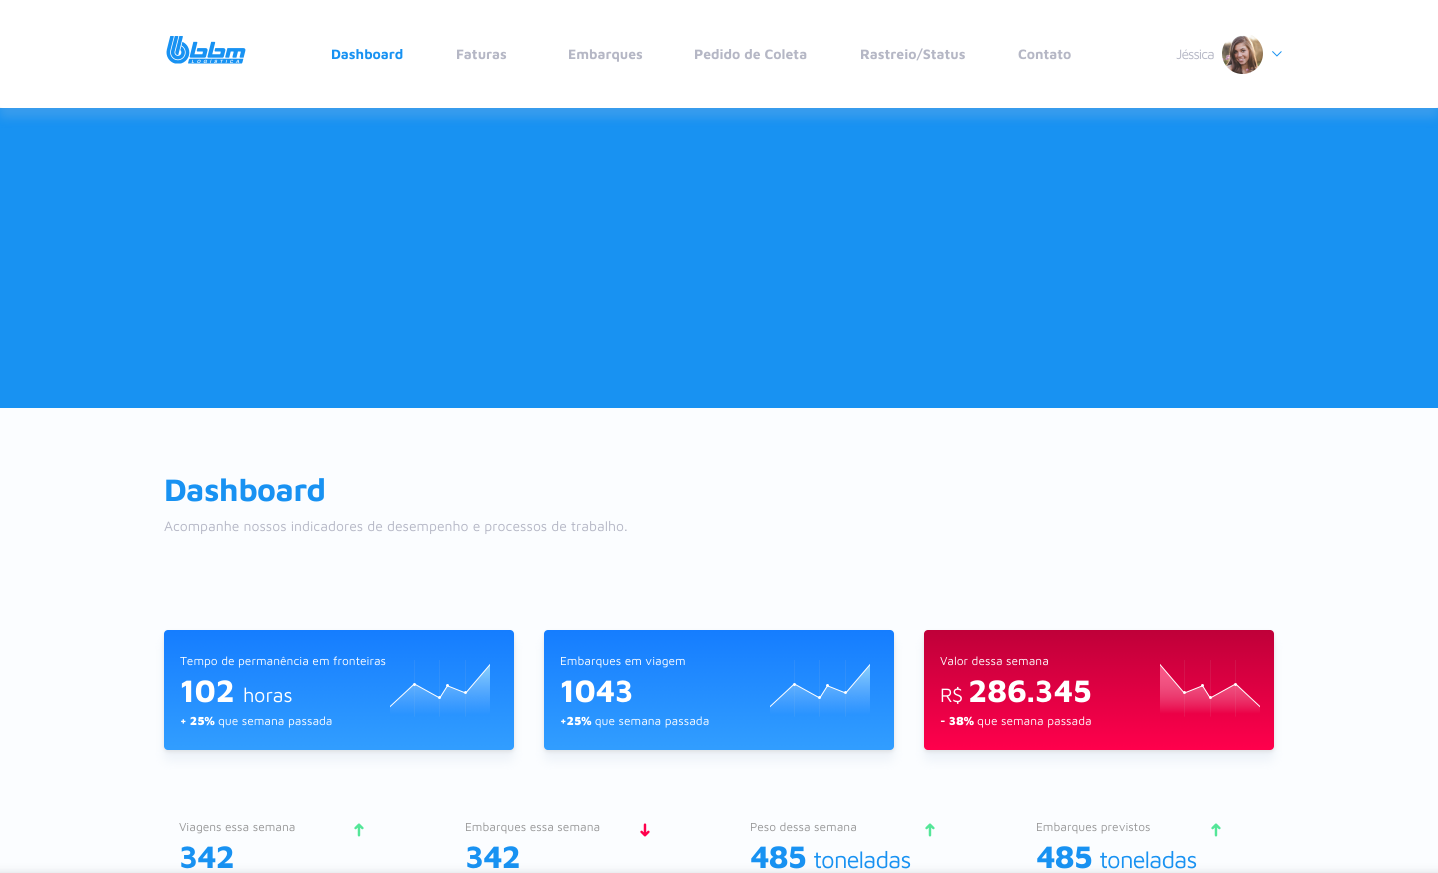 bbm
LOGÍSTICA
Dashboard Faturas Embarques Pedido de Coleta Rastreio/Status Contato Jéssica
Dashboard
Acompanhe nossos indicadores de desempenho e processos de trabalho.
Tempo de permanência em fronteiras
102 horas
+ 25% que semana passada
Embarques em viagem
1043
+25% que semana passada
Valor dessa semana
R$ 286.345
- 38% que semana passada
Viagens essa semana
342
Embarques essa semana
342
Peso dessa semana
485 toneladas
Embarques previstos
485 toneladas